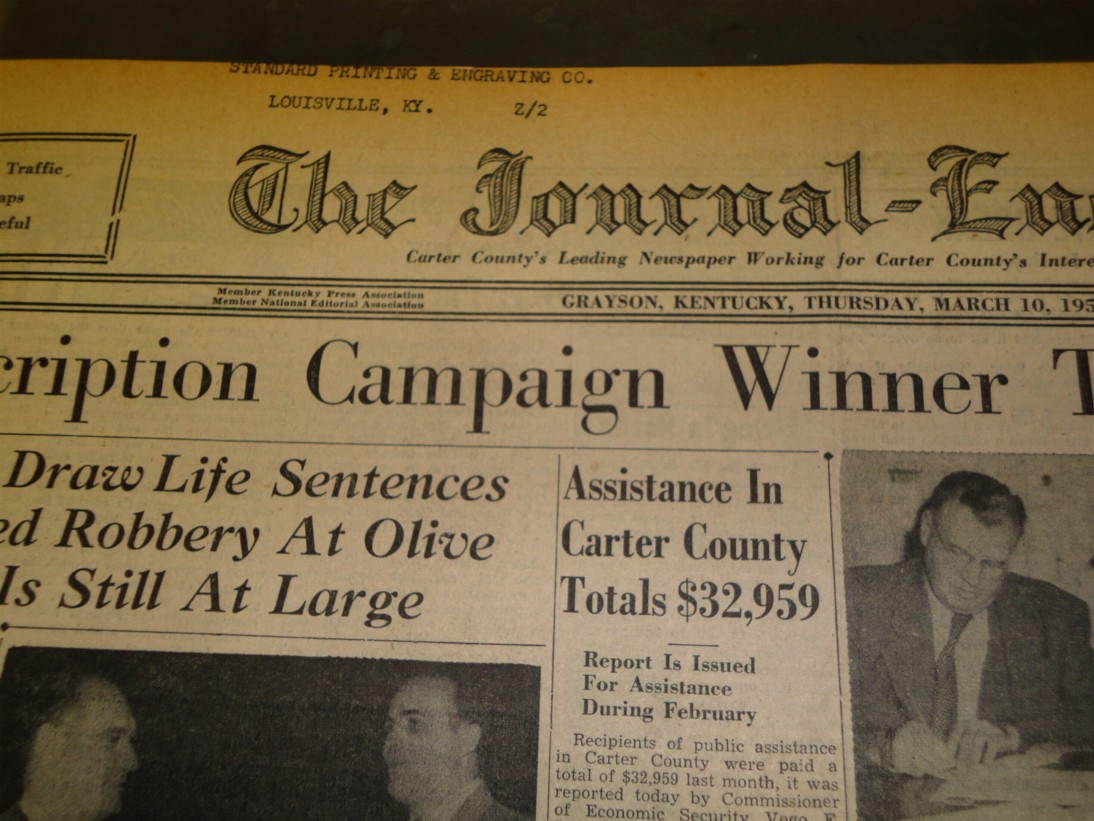 STANDARD PRINTING & ENGRAVING CO.
LOUISVILLE, KY. Z/2
Traffic
aps
eful
The Journal-En
Carter County's Leading Newspaper Working for Carter County's Intere
Member Kentucky Press Association
Member National Editorial Association
GRAYSON, KENTUCKY, THURSDAY, MARCH 10, 195
cription Campaign Winner T
Draw Life Sentences
ed Robbery At Olive
Is Still At Large
Assistance In
Carter County
Totals $32,959
Report Is Issued
For Assistance
During February
Recipients of public assistance
in Carter County were paid a
total of $32,959 last month, it was
reported today by Commissioner
of Economic Security Vego E.